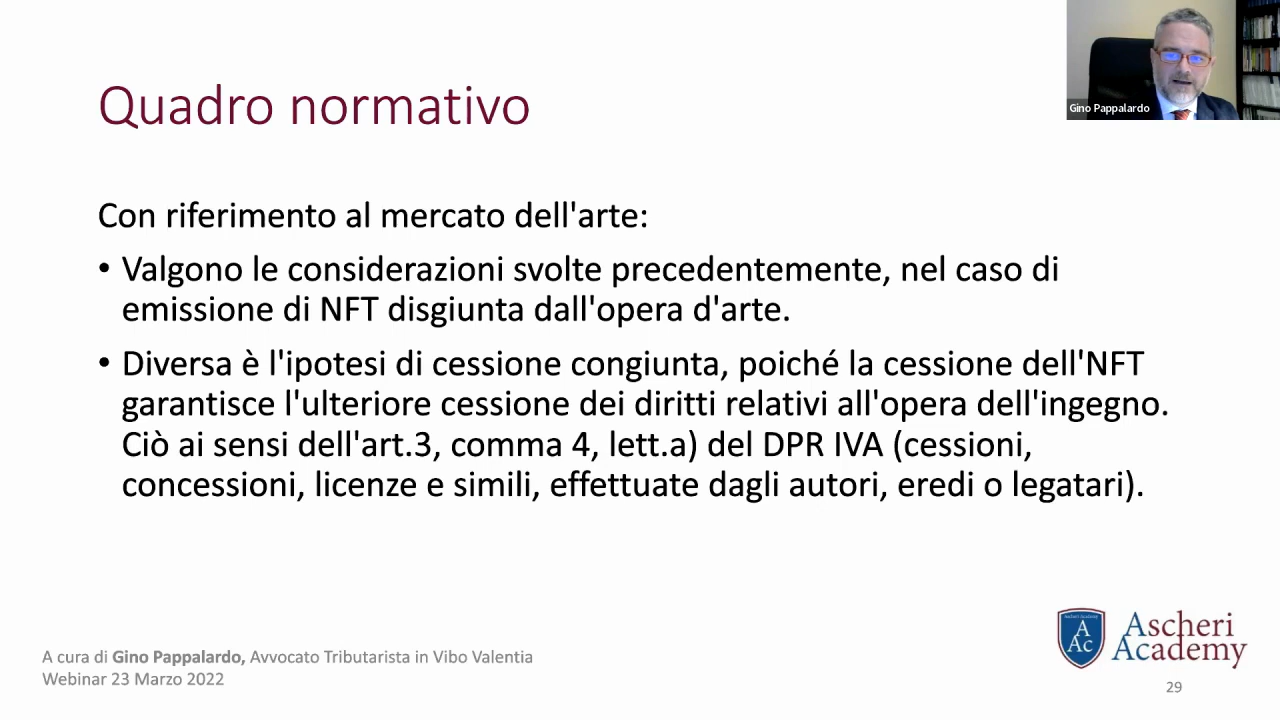 Gino Pappalardo
Quadro normativo
Con riferimento al mercato dell'arte:
• Valgono le considerazioni svolte precedentemente, nel caso di
emissione di NFT disgiunta dall'opera d'arte.
• Diversa è l'ipotesi di cessione congiunta, poiché la cessione dell'NFT
garantisce l'ulteriore cessione dei diritti relativi all'opera dell'ingegno.
Ciò ai sensi dell'art.3, comma 4, lett.a) del DPR IVA (cessioni,
concessioni, licenze e simili, effettuate dagli autori, eredi o legatari).
A cura di Gino Pappalardo, Avvocato Tributarista in Vibo Valentia
Webinar 23 Marzo 2022
Ascheri Academy
A
Ac
Ascheri
Academy
29